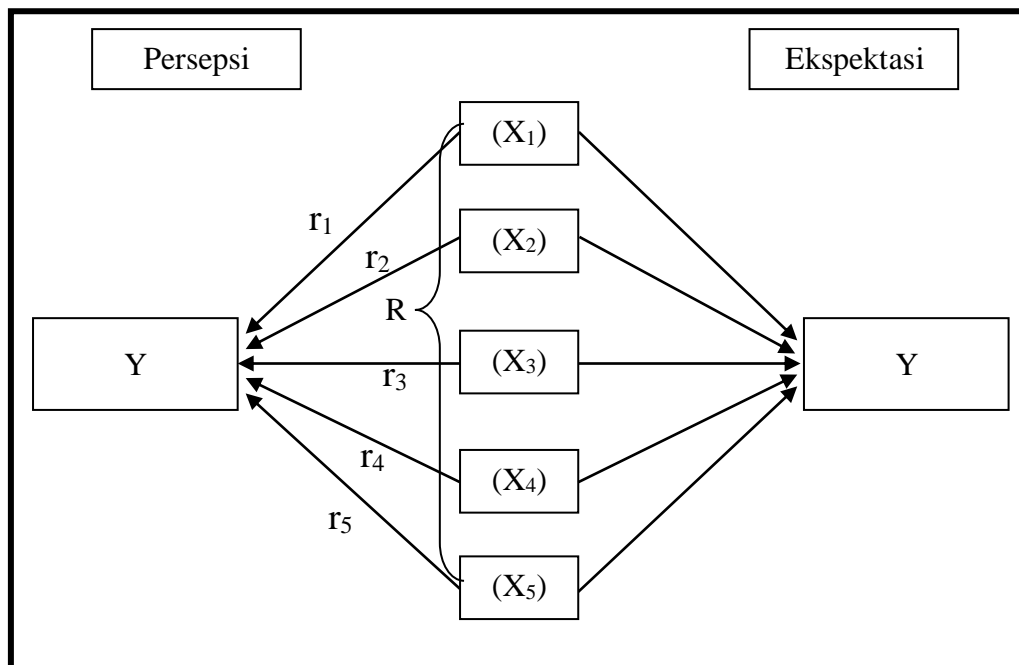 Persepsi
Ekspektasi
(X₁)
r₁
(X₂)
r₂
R
Y
(X₃)
Y
r₃
r₄
(X₄)
r₅
(X₅)